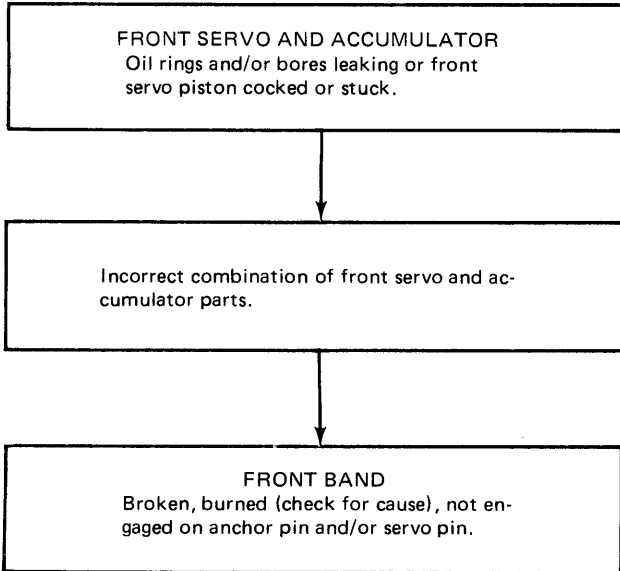 FRONT SERVO AND ACCUMULATOR
Oil rings and/or bores leaking or front
servo piston cocked or stuck.
Incorrect combination of front servo and ac-
cumulator parts.
FRONT BAND
Broken, burned (check for cause), not en-
gaged on anchor pin and/or servo pin.